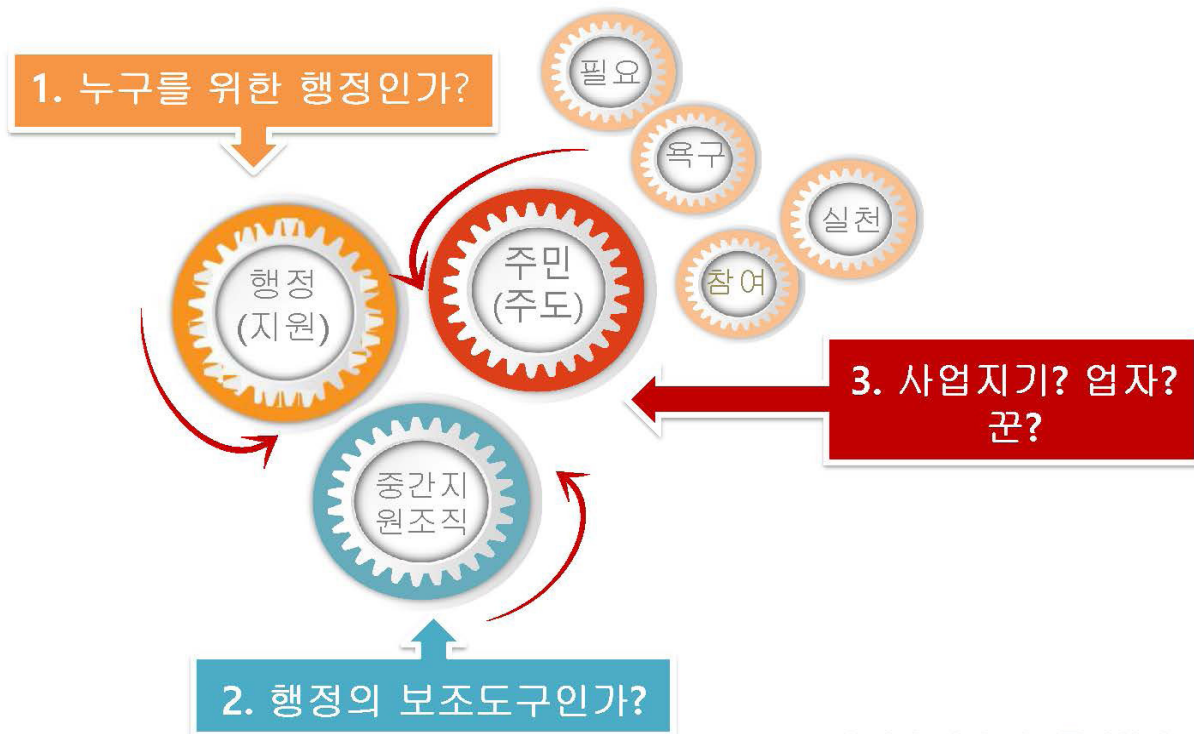 1. 누구를 위한 행정인가?
필요
욕구
실천
참여
행정
(지원)
주민
(주도)
3. 사업지기? 업자?
꾼?
중간지
원조직
2. 행정의 보조도구인가?